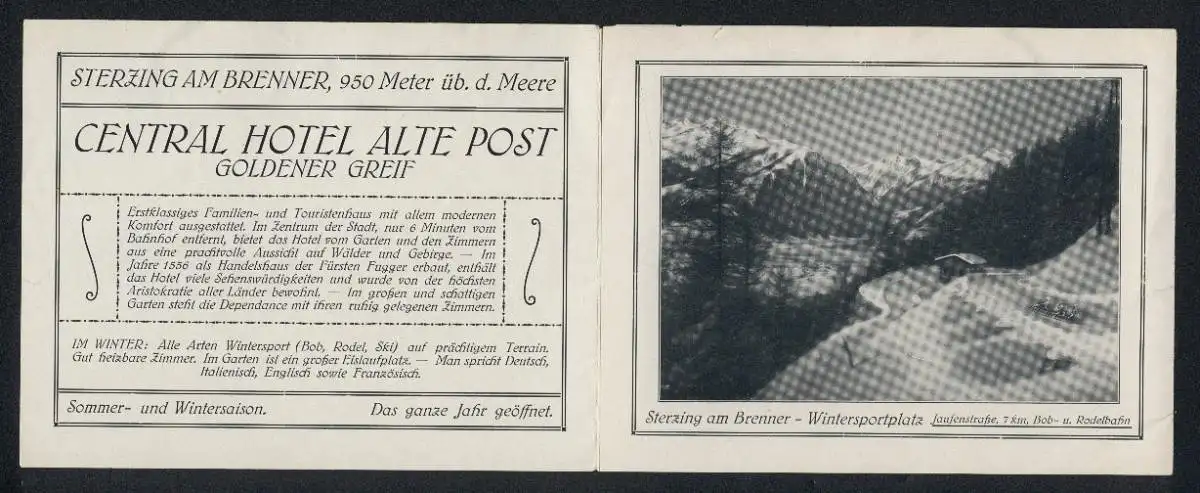 STERZING AM BRENNER, 950 Meter üb. d. Meere
CENTRAL HOTEL ALTE POST
GOLDENER GREIF
Erstklassiges Familien- und Touristenhaus mit allem modernen
Komfort ausgestattet. Im Zentrum der Stadt, nur 6 Minuten vom
Bahnhof entfernt, bietet das Hotel vom Garten und den Zimmern
aus eine prachtvolle Aussicht auf Wälder und Gebirge. — Im
Jahre 1556 als Handelshaus der Fürsten Fugger erbaut, enthält
das Hotel viele Sehenswürdigkeiten und wurde von der höchsten
Aristokratie aller Länder bewohnt. — Im großen und schattigen
Garten steht die Dependance mit ihren ruhig gelegenen Zimmern.
IM WINTER: Alle Arten Wintersport (Bob, Rodel, Ski) auf prächtigem Terrain.
Gut heizbare Zimmer. Im Garten ist ein großer Eislaufplatz. — Man spricht Deutsch,
Italienisch, Englisch sowie Französisch.
Sommer- und Wintersaison. Das ganze Jahr geöffnet.
Sterzing am Brenner - Wintersportplatz Jaufenstraße, 7 km, Bob- u. Rodelbahn